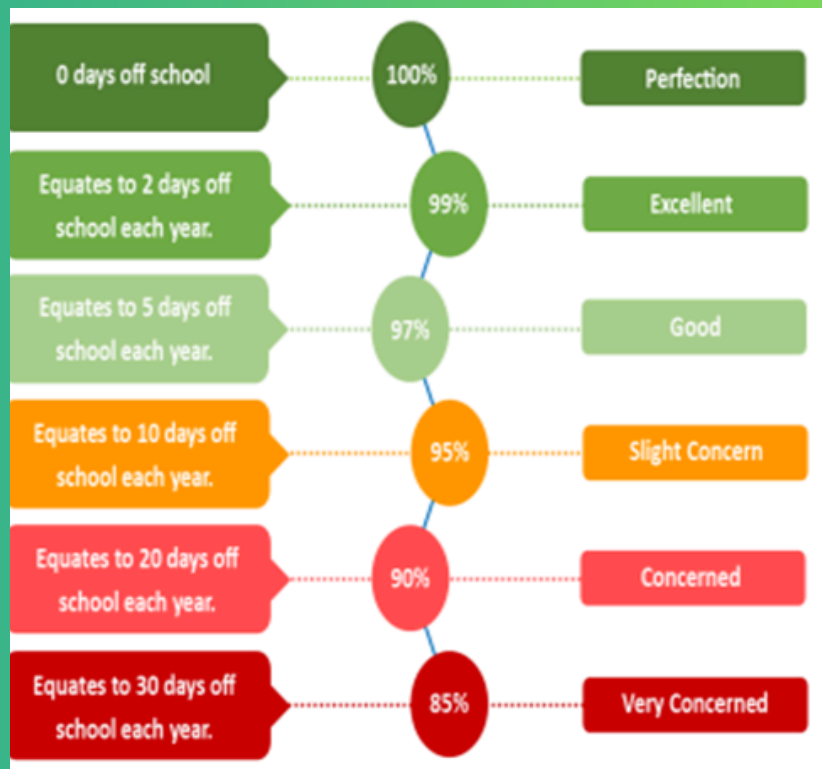 0 days off school
100%
Perfection
Equates to 2 days off
school each year.
99%
Excellent
Equates to 5 days off
school each year.
97%
Good
Equates to 10 days off
school each year.
95%
Slight Concern
Equates to 20 days off
school each year.
90%
Concerned
Equates to 30 days off
school each year.
85%
Very Concerned